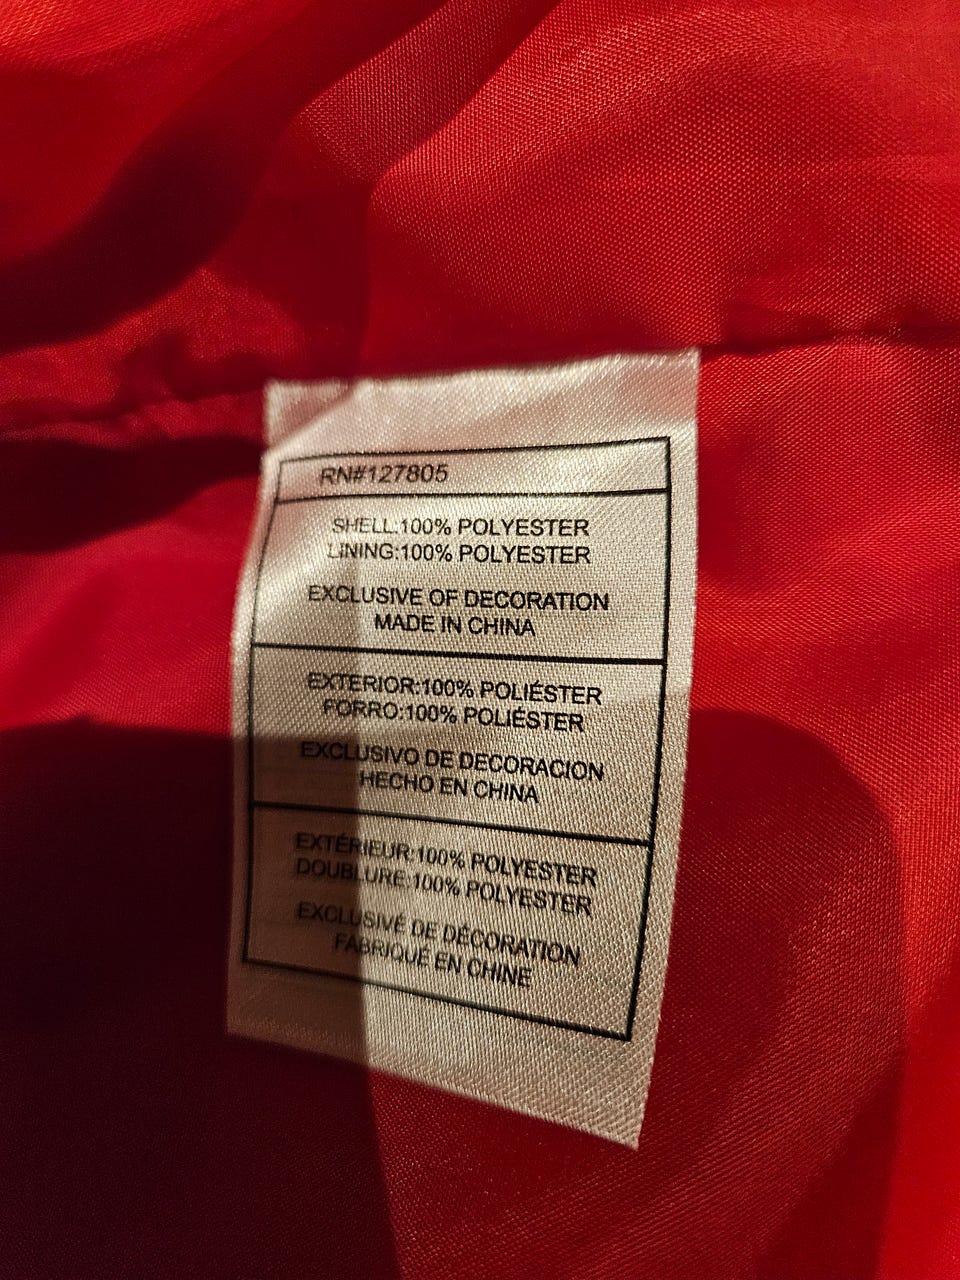 RN#127805
SHELL:100% POLYESTER
LINING:100% POLYESTER
EXCLUSIVE OF DECORATION
MADE IN CHINA
EXTERIOR:100% POLIÉSTER
FORRO:100% POLIÉSTER
EXCLUSIVO DE DECORACION
HECHO EN CHINA
EXTÉRIEUR:100% POLYESTER
DOUBLURE:100% POLYESTER
EXCLUSIVÉ DE DÉCORATION
FABRIQUÉ EN CHINE